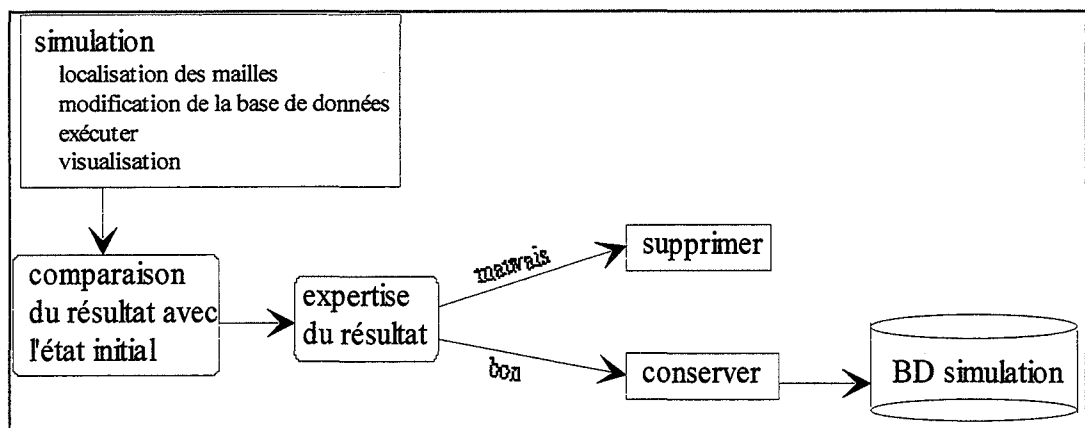 simulation
localisation des mailles
modification de la base de données
exécuter
visualisation
comparaison
du résultat avec
l'état initial
expertise
du résultat
mauvais
bon
supprimer
conserver
BD simulation